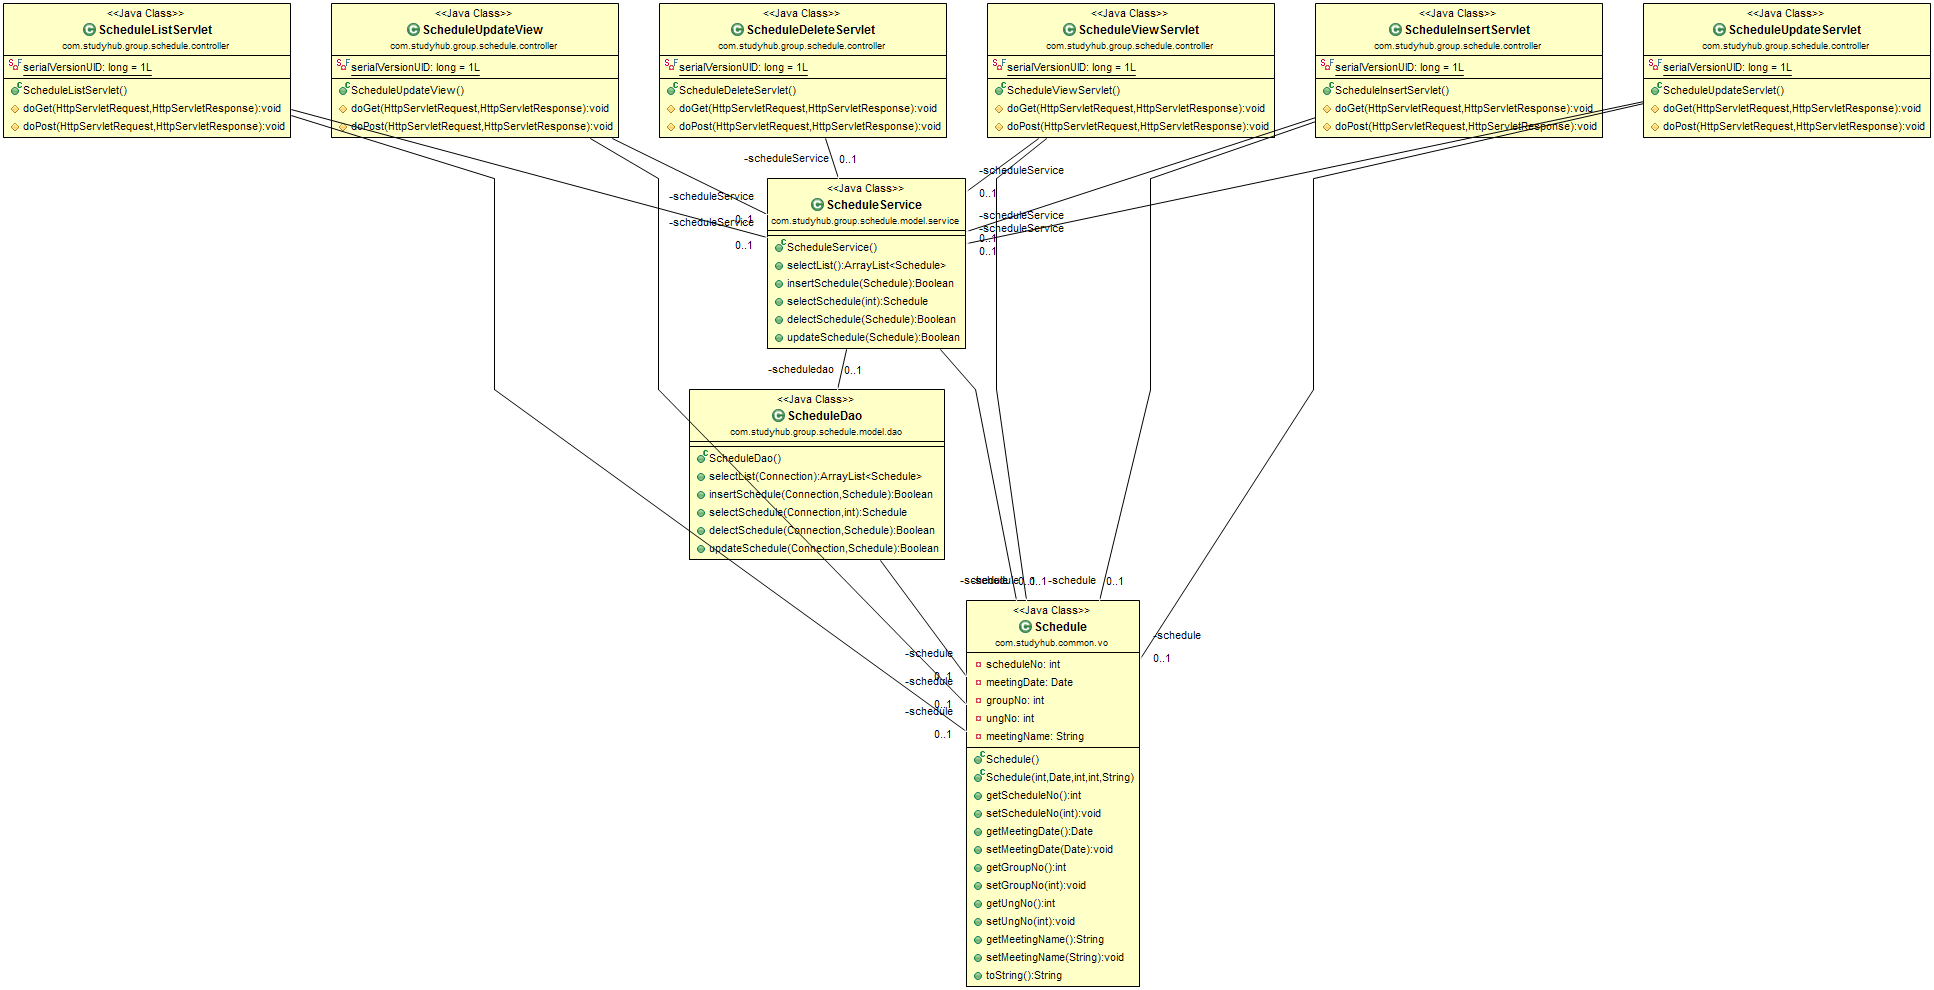 <<Java Class>>
ScheduleListServlet
com.studyhub.group.schedule.controller
serialVersionUID: long = 1L
ScheduleListServlet()
doGet(HttpServletRequest,HttpServletResponse):void
doPost(HttpServletRequest,HttpServletResponse):void
<<Java Class>>
ScheduleUpdateView
com.studyhub.group.schedule.controller
serialVersionUID: long = 1L
ScheduleUpdateView()
doGet(HttpServletRequest,HttpServletResponse):void
doPost(HttpServletRequest,HttpServletResponse):void
<<Java Class>>
ScheduleDeleteServlet
com.studyhub.group.schedule.controller
serialVersionUID: long = 1L
ScheduleDeleteServlet()
doGet(HttpServletRequest,HttpServletResponse):void
doPost(HttpServletRequest,HttpServletResponse):void
<<Java Class>>
ScheduleViewServlet
com.studyhub.group.schedule.controller
serialVersionUID: long = 1L
ScheduleViewServlet()
doGet(HttpServletRequest,HttpServletResponse):void
doPost(HttpServletRequest,HttpServletResponse):void
<<Java Class>>
ScheduleInsertServlet
com.studyhub.group.schedule.controller
serialVersionUID: long = 1L
ScheduleInsertServlet()
doGet(HttpServletRequest,HttpServletResponse):void
doPost(HttpServletRequest,HttpServletResponse):void
<<Java Class>>
ScheduleUpdateServlet
com.studyhub.group.schedule.controller
serialVersionUID: long = 1L
ScheduleUpdateServlet()
doGet(HttpServletRequest,HttpServletResponse):void
doPost(HttpServletRequest,HttpServletResponse):void
-scheduleService 0..1
-scheduleService
0..1
-scheduleService
0..1
-scheduleService
0..1
-scheduleService
0..1
-scheduleService
0..1
<<Java Class>>
ScheduleService
com.studyhub.group.schedule.model.service
ScheduleService()
selectList():ArrayList<Schedule>
insertSchedule(Schedule):Boolean
selectSchedule(int):Schedule
delectSchedule(Schedule):Boolean
updateSchedule(Schedule):Boolean
-scheduledao 0..1
<<Java Class>>
ScheduleDao
com.studyhub.group.schedule.model.dao
ScheduleDao()
selectList(Connection):ArrayList<Schedule>
insertSchedule(Connection,Schedule):Boolean
selectSchedule(Connection,int):Schedule
delectSchedule(Connection,Schedule):Boolean
updateSchedule(Connection,Schedule):Boolean
-schedule 0..1
-schedule 0..1
-schedule 0..1
-schedule
0..1
-schedule
0..1
-schedule
0..1
-schedule
0..1
<<Java Class>>
Schedule
com.studyhub.common.vo
scheduleNo: int
meetingDate: Date
groupNo: int
ungNo: int
meetingName: String
Schedule()
Schedule(int,Date,int,int,String)
getScheduleNo():int
setScheduleNo(int):void
getMeetingDate():Date
setMeetingDate(Date):void
getGroupNo():int
setGroupNo(int):void
getUngNo():int
setUngNo(int):void
getMeetingName():String
setMeetingName(String):void
toString():String